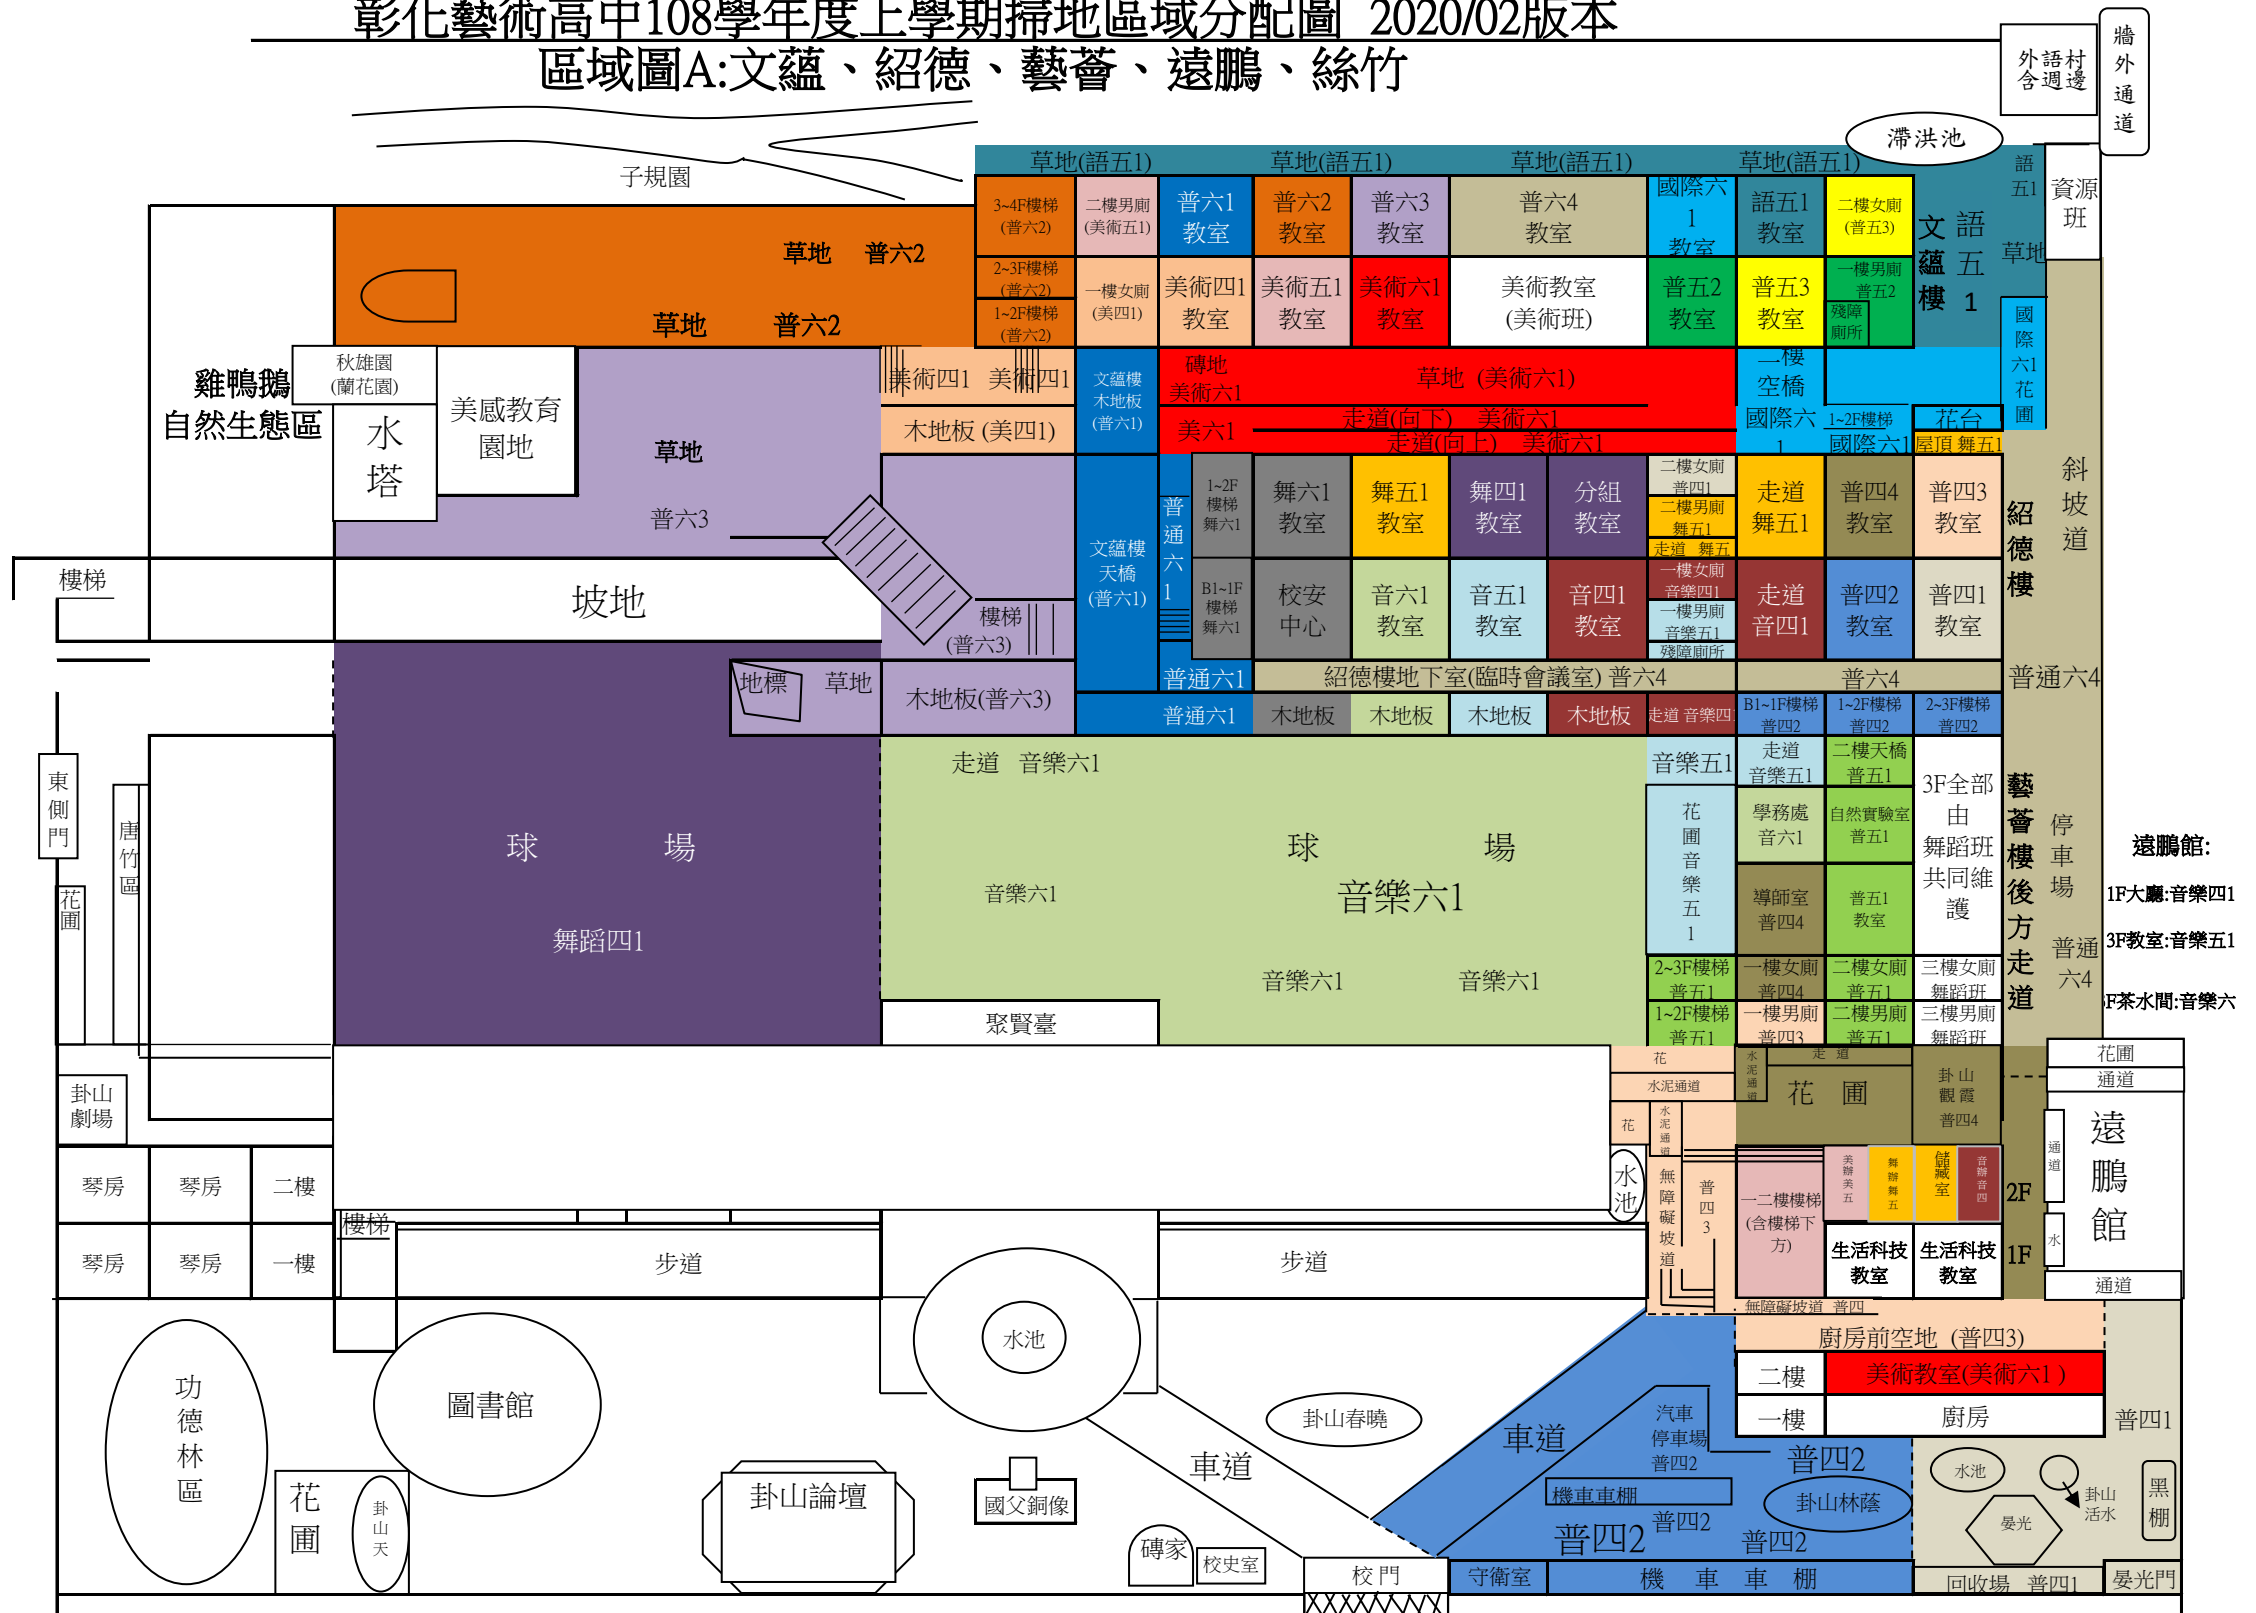 彰化藝術高中108學年度上學期掃地區域分配圖 2020/02版本
區域圖A:文蘊、紹德、藝薈、遠鵬、絲竹
外語村
含週邊
牆外通道
滯洪池
子規園
草地(語五1) 草地(語五1) 草地(語五1) 草地(語五1)
語五1
資源班
3~4F樓梯
(普六2)
二樓男廁
(美術五1)
普六1
教室
普六2
教室
普六3
教室
普六4
教室
國際六
1
教室
語五1
教室
二樓女廁
(普五3)
文蘊樓
語五1
草地
草地 普六2
草地 普六2
2~3F樓梯
(普六2)
1~2F樓梯
(普六2)
一樓女廁
(美四1)
美術四1
教室
美術五1
教室
美術六1
教室
美術教室
(美術班)
普五2
教室
普五3
教室
一樓男廁
普五2
殘障
廁所
國際六1花圃
雞鴨鵝
自然生態區
秋雄園
(蘭花園)
水塔
美感教育
園地
草地
普六3
美術四1 美術四1
木地板 (美四1)
文蘊樓
木地板
(普六1)
磚地
美術六1
草地 (美術六1)
美六1
走道(向下) 美術六1
走道(向上) 美術六1
二樓
空橋
國際六
1
1~2F樓梯
國際六1
花台
屋頂 舞五1
斜坡道
文蘊樓
天橋
(普六1)
普通六1
1~2F
樓梯
舞六1
舞六1
教室
舞五1
教室
舞四1
教室
分組
教室
二樓女廁
普四1
二樓男廁
舞五1
走道 舞五
走道
舞五1
普四4
教室
普四3
教室
紹德樓
樓梯
坡地
樓梯
(普六3)
B1~1F
樓梯
舞六1
校安
中心
音六1
教室
音五1
教室
音四1
教室
一樓女廁
音樂四1
一樓男廁
音樂五1
殘障廁所
走道
音四1
普四2
教室
普四1
教室
地標 草地
木地板(普六3)
普通六1
紹德樓地下室(臨時會議室) 普六4
普六4
普通六4
普通六1
木地板
木地板
木地板
木地板
走道 音樂四
B1~1F樓梯
普四2
1~2F樓梯
普四2
2~3F樓梯
普四2
東側門
唐竹區
花圃
球 場
舞蹈四1
走道 音樂六1
球 場
音樂六1
音樂六1
音樂六1 音樂六1
聚賢臺
音樂五1
花圃音樂五1
走道
音樂五1
二樓天橋
普五1
學務處
音六1
自然實驗室
普五1
導師室
普四4
普五1
教室
3F全部
由
舞蹈班
共同維
護
藝薈樓後方走道
停車場
普通
六4
遠鵬館:
1F大廳:音樂四1
3F教室:音樂五1
F茶水間:音樂六
2~3F樓梯
普五1
一樓女廁
普四4
二樓女廁
普五1
三樓女廁
舞蹈班
1~2F樓梯
普五1
一樓男廁
普四3
二樓男廁
普五1
三樓男廁
舞蹈班
卦山
劇場
花
水泥通道
花
水泥通道
水泥通道
走 道
花 圃
卦 山
觀 霞
普四4
花圃
通道
遠鵬館
通道
水
通道
琴房
琴房
二樓
琴房
琴房
一樓
樓梯
步道
步道
水池
無障礙坡道
普四3
一二樓樓梯
(含樓梯下
方)
美辦美五
舞辦舞五
儲藏室
音辦音四
2F
生活科技
教室
生活科技
教室
1F
無障礙坡道 普四
廚房前空地 (普四3)
二樓
美術教室(美術六1 )
一樓
廚房
功德林區
圖書館
花圃
卦山天
水池
卦山論壇
國父銅像
磚家
校史室
車道
卦山春曉
車道
汽車
停車場
普四2
普四2
機車車棚
卦山林蔭
普四2
普四2
普四2
校 門
守衛室
機 車 車 棚
普四1
水池
卦山
活水
晏光
黑棚
回收場 普四1
晏光門